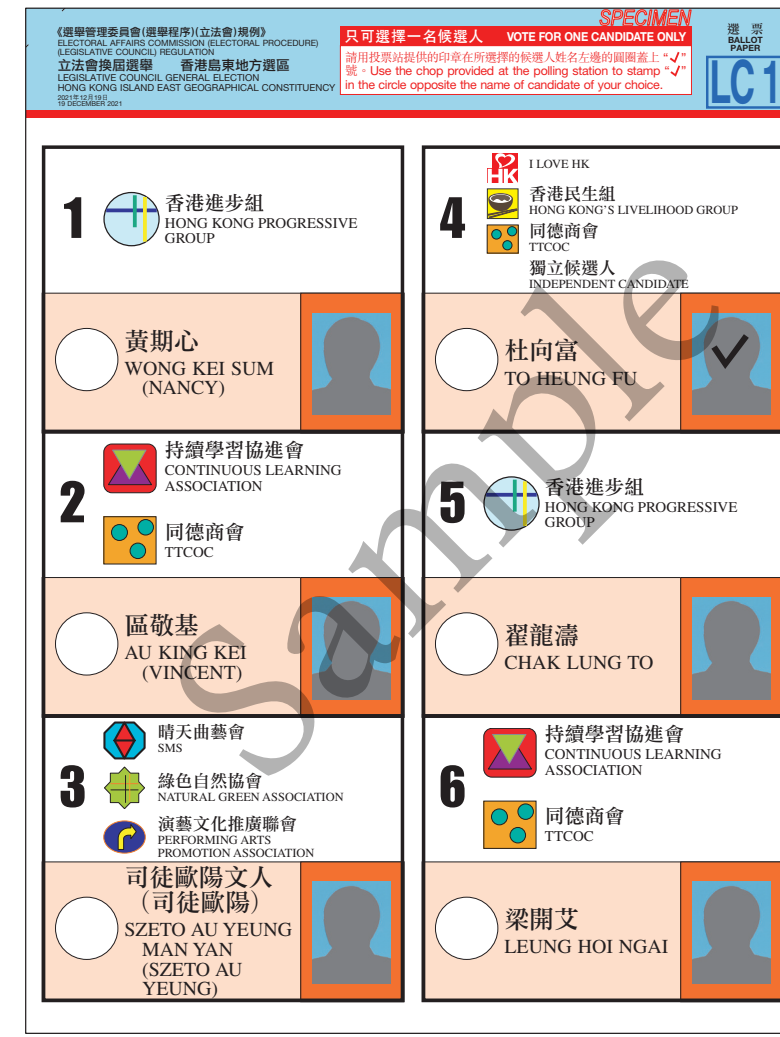 《選舉管理委員會(選舉程序)(立法會)規例》
ELECTORAL AFFAIRS COMMISSION (ELECTORAL PROCEDURE)
(LEGISLATIVE COUNCIL) REGULATION
立法會換屆選舉 香港島東地方選區
LEGISLATIVE COUNCIL GENERAL ELECTION
HONG KONG ISLAND EAST GEOGRAPHICAL CONSTITUENCY
2021年12月19日
19 DECEMBER 2021
SPECIMEN
只可選擇一名候選人 VOTE FOR ONE CANDIDATE ONLY
請用投票站提供的印章在所選擇的候選人姓名左邊的圓圈蓋上 “✓”
號。Use the chop provided at the polling station to stamp “✓”
in the circle opposite the name of candidate of your choice.
選 票
BALLOT
PAPER
LC1
1
香港進步組
HONG KONG PROGRESSIVE
GROUP
黃期心
WONG KEI SUM
(NANCY)
2
持續學習協進會
CONTINUOUS LEARNING
ASSOCIATION
同德商會
TTCOC
區敬基
AU KING KEI
(VINCENT)
3
晴天曲藝會
SMS
綠色自然協會
NATURAL GREEN ASSOCIATION
演藝文化推廣聯會
PERFORMING ARTS
PROMOTION ASSOCIATION
司徒歐陽文人
（司徒歐陽）
SZETO AU YEUNG
MAN YAN
(SZETO AU
YEUNG)
4
HK
I LOVE HK
香港民生組
HONG KONG'S LIVELIHOOD GROUP
同德商會
TTCOC
獨立候選人
INDEPENDENT CANDIDATE
杜向富
TO HEUNG FU
5
香港進步組
HONG KONG PROGRESSIVE
GROUP
翟龍濤
CHAK LUNG TO
6
持續學習協進會
CONTINUOUS LEARNING
ASSOCIATION
同德商會
TTCOC
梁開艾
LEUNG HOI NGAI
Sample